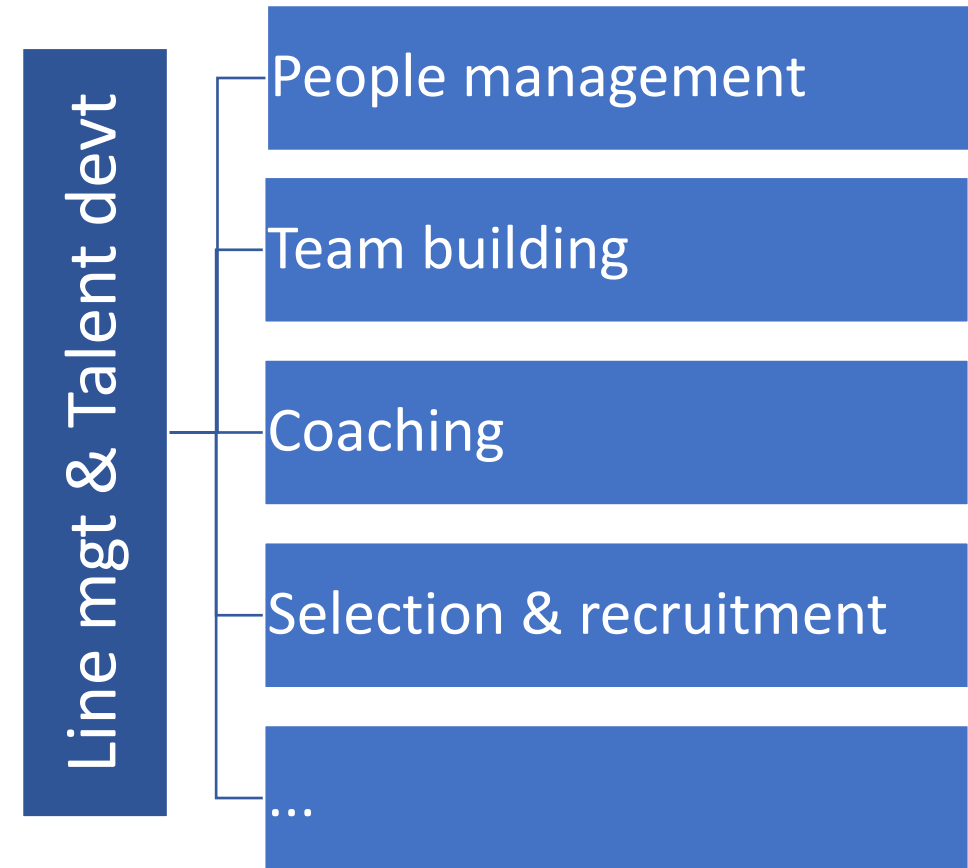 Line mgt & Talent devt
People management
Team building
Coaching
Selection & recruitment
...